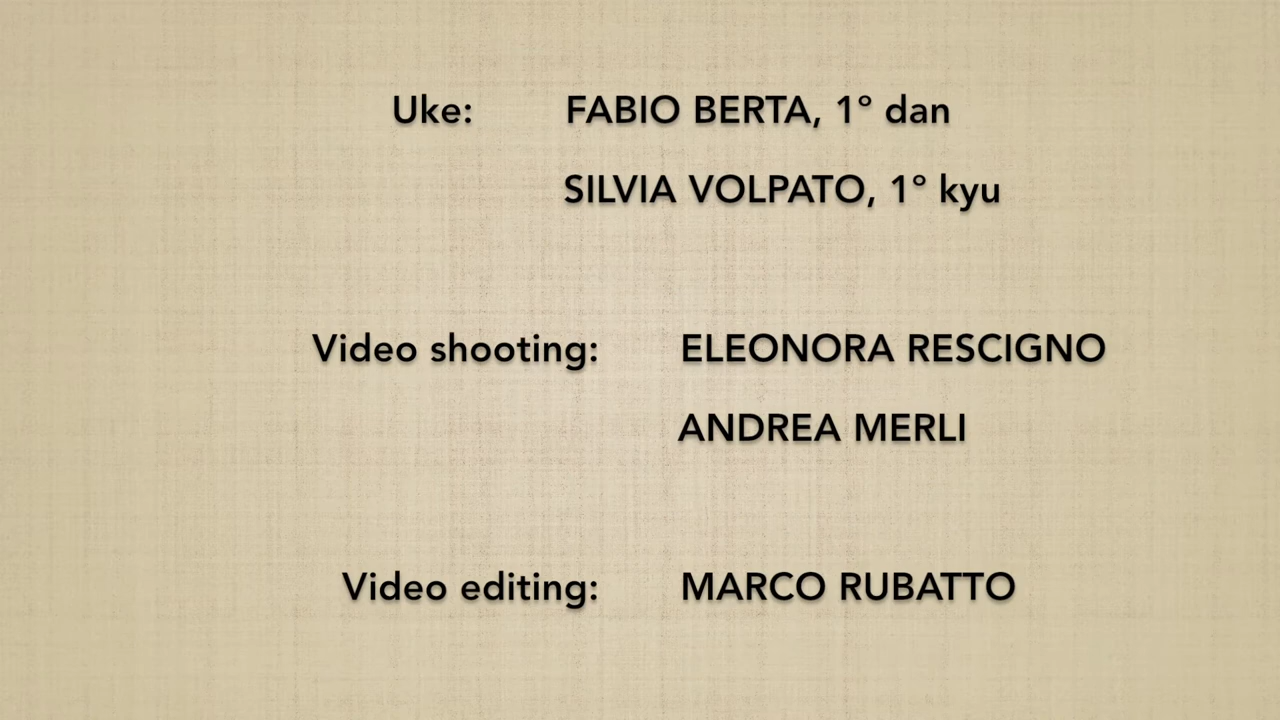 Uke: FABIO BERTA, 1° dan
SILVIA VOLPATO, 1° kyu
Video shooting: ELEONORA RESCIGNO
ANDREA MERLI
Video editing: MARCO RUBATTO